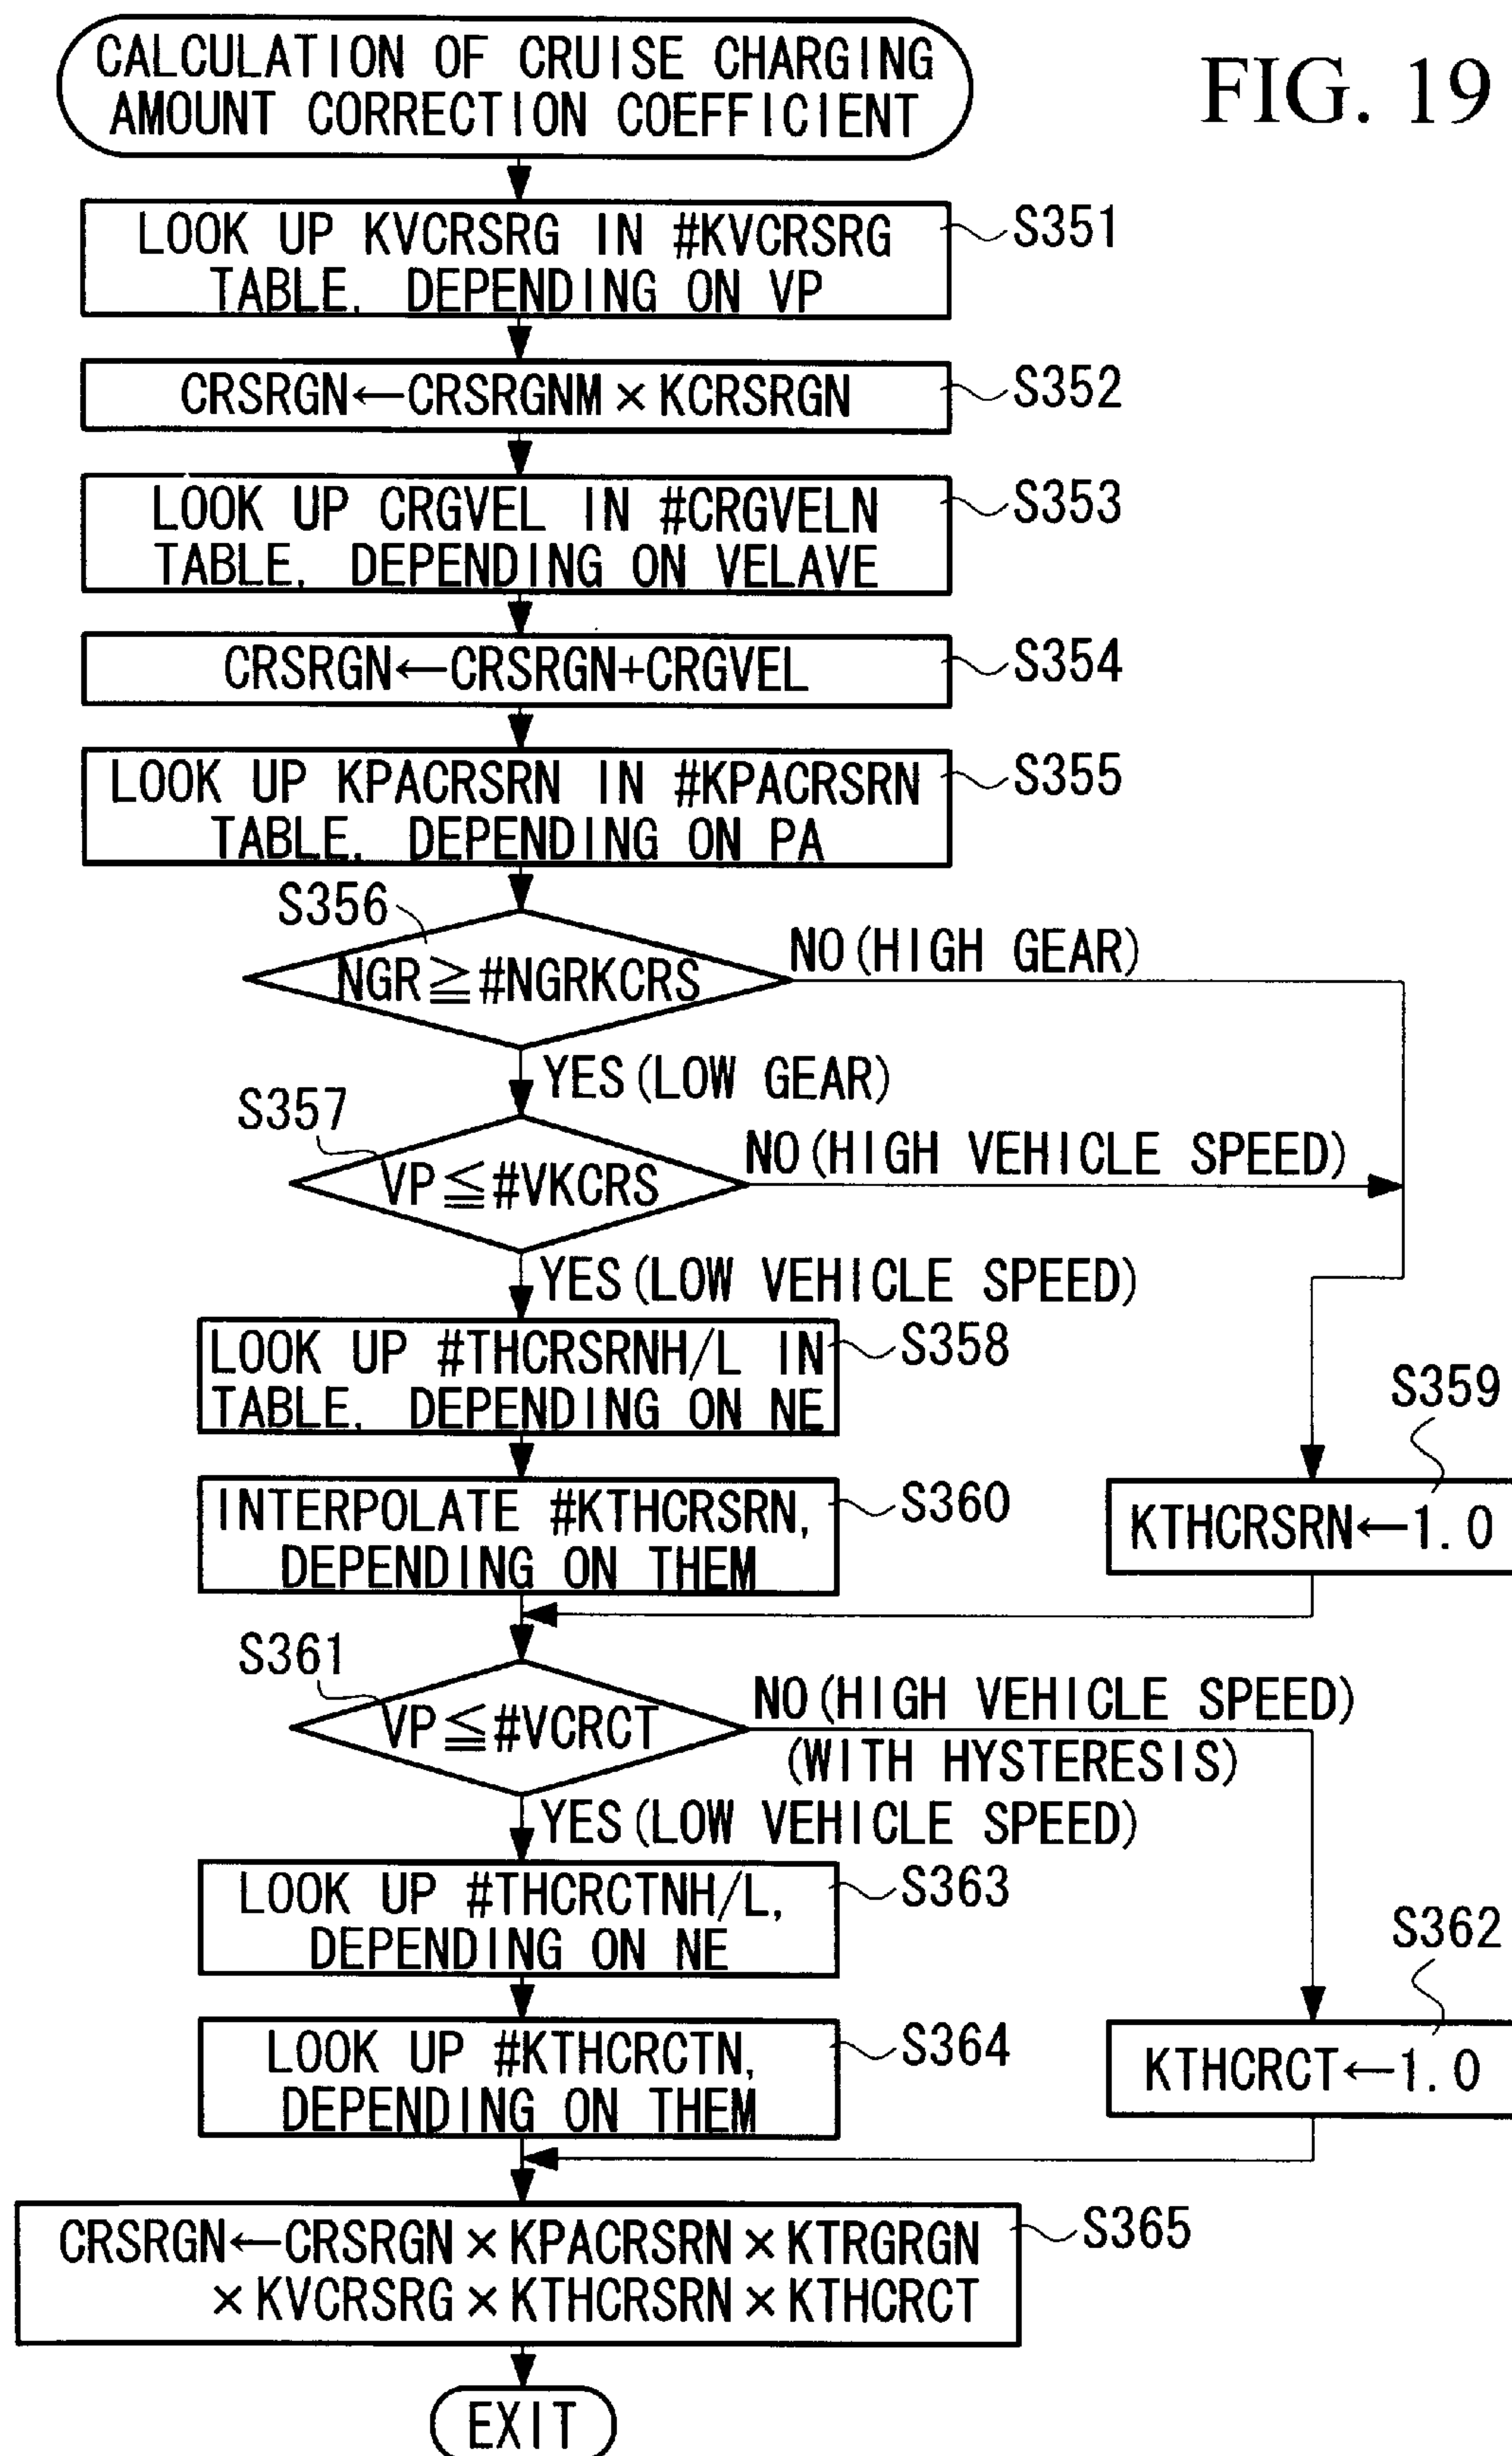 FIG. 19
CALCULATION OF CRUISE CHARGING
AMOUNT CORRECTION COEFFICIENT
LOOK UP KVCRSRG IN #KVCRSRG
TABLE. DEPENDING ON VP
S351
CRSRGN←CRSRGNM×KCRSRGN
S352
LOOK UP CRGVEL IN #CRGVELN
TABLE. DEPENDING ON VELAVE
S353
CRSRGN←CRSRGN+CRGVEL
S354
LOOK UP KPACRSRN IN #KPACRSRN
TABLE. DEPENDING ON PA
S355
S356
NGR≧#NGRKCRS
NO(HIGH GEAR)
YES(LOW GEAR)
S357
VP≦#VKCRS
NO(HIGH VEHICLE SPEED)
YES(LOW VEHICLE SPEED)
LOOK UP #THCRSRNH/L IN
TABLE. DEPENDING ON NE
S358
S359
KTHCRSRN←1.0
INTERPOLATE #KTHCRSRN,
DEPENDING ON THEM
S360
S361
VP≦#VCRCT
NO(HIGH VEHICLE SPEED)
(WITH HYSTERESIS)
YES(LOW VEHICLE SPEED)
LOOK UP #THCRCTNH/L,
DEPENDING ON NE
S363
S362
KTHCRCT←1.0
LOOK UP #KTHCRCTN,
DEPENDING ON THEM
S364
CRSRGN←CRSRGN×KPACRSRN×KTRGRGN
×KVCRSRG×KTHCRSRN×KTHCRCT
S365
EXIT